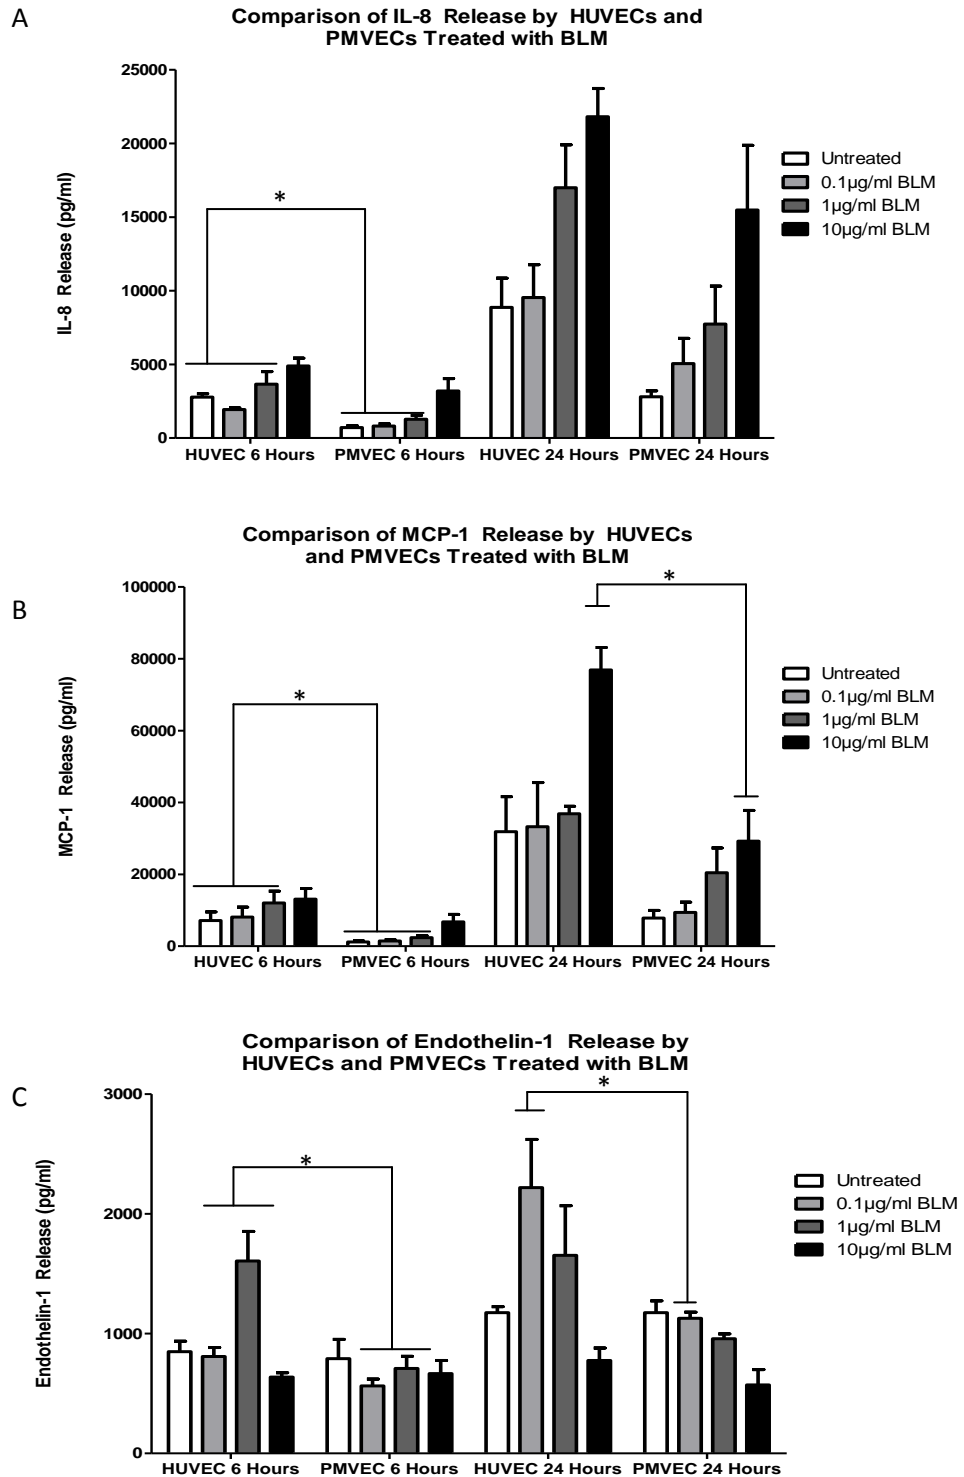 A
Comparison of IL-8 Release by HUVECs and
PMVECs Treated with BLM
IL-8 Release (pg/ml)
25000
20000
15000
10000
5000
0
*
HUVEC 6 Hours
PMVEC 6 Hours
HUVEC 24 Hours
PMVEC 24 Hours
Untreated
0.1µg/ml BLM
1µg/ml BLM
10µg/ml BLM
B
Comparison of MCP-1 Release by HUVECs
and PMVECs Treated with BLM
MCP-1 Release (pg/ml)
100000
80000
60000
40000
20000
0
*
*
HUVEC 6 Hours
PMVEC 6 Hours
HUVEC 24 Hours
PMVEC 24 Hours
Untreated
0.1µg/ml BLM
1µg/ml BLM
10µg/ml BLM
C
Comparison of Endothelin-1 Release by
HUVECs and PMVECs Treated with BLM
Endothelin-1 Release (pg/ml)
3000
2000
1000
0
*
*
HUVEC 6 Hours
PMVEC 6 Hours
HUVEC 24 Hours
PMVEC 24 Hours
Untreated
0.1µg/ml BLM
1µg/ml BLM
10µg/ml BLM